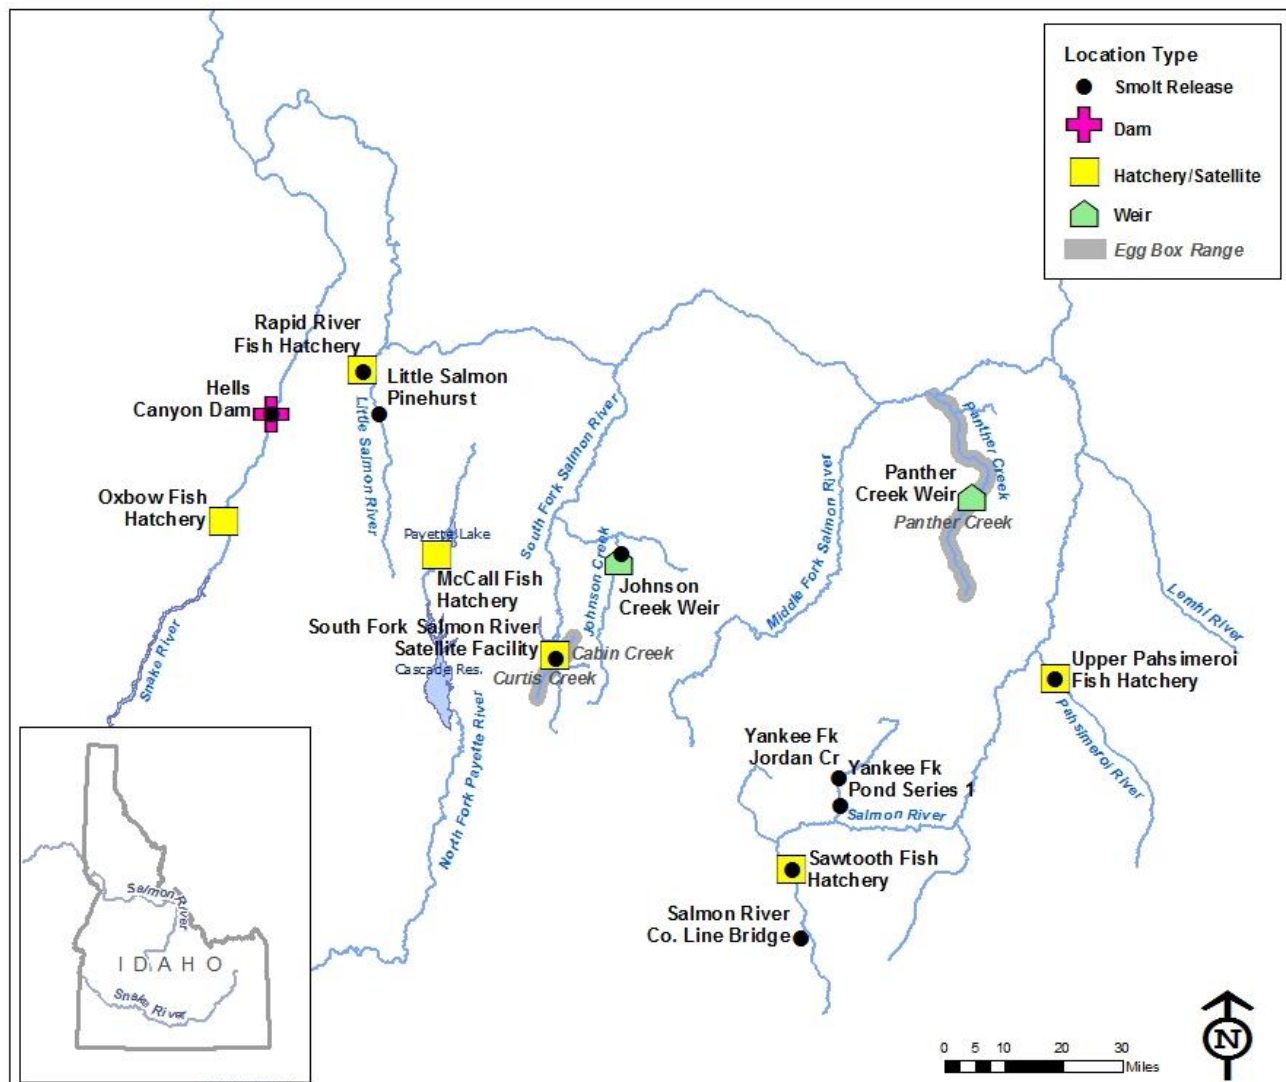 Location Type
Smolt Release
Dam
Hatchery/Satellite
Weir
Egg Box Range
Rapid River
Fish Hatchery
Little Salmon
Pinehurst
Hells
Canyon Dam
Little Salmon River
South Fork Salmon River
Panther Creek
Panther
Creek Weir
Panther Creek
Oxbow Fish
Hatchery
Payette Lake
McCall Fish
Hatchery
Johnson Creek
Johnson
Creek Weir
Middle Fork Salmon River
Lemhi River
South Fork Salmon River
Satellite Facility
Cabin Creek
Cascade Res.
Curtis Creek
Snake River
Upper Pahsimeroi
Fish Hatchery
Pahsimeroi River
North Fork Payette River
Yankee Fk
Jordan Cr
Yankee Fk
Pond Series 1
Salmon River
Sawtooth Fish
Hatchery
Salmon River
Co. Line Bridge
Salmon River
IDAHO
Snake River
N
0 5 10 20 30
Miles